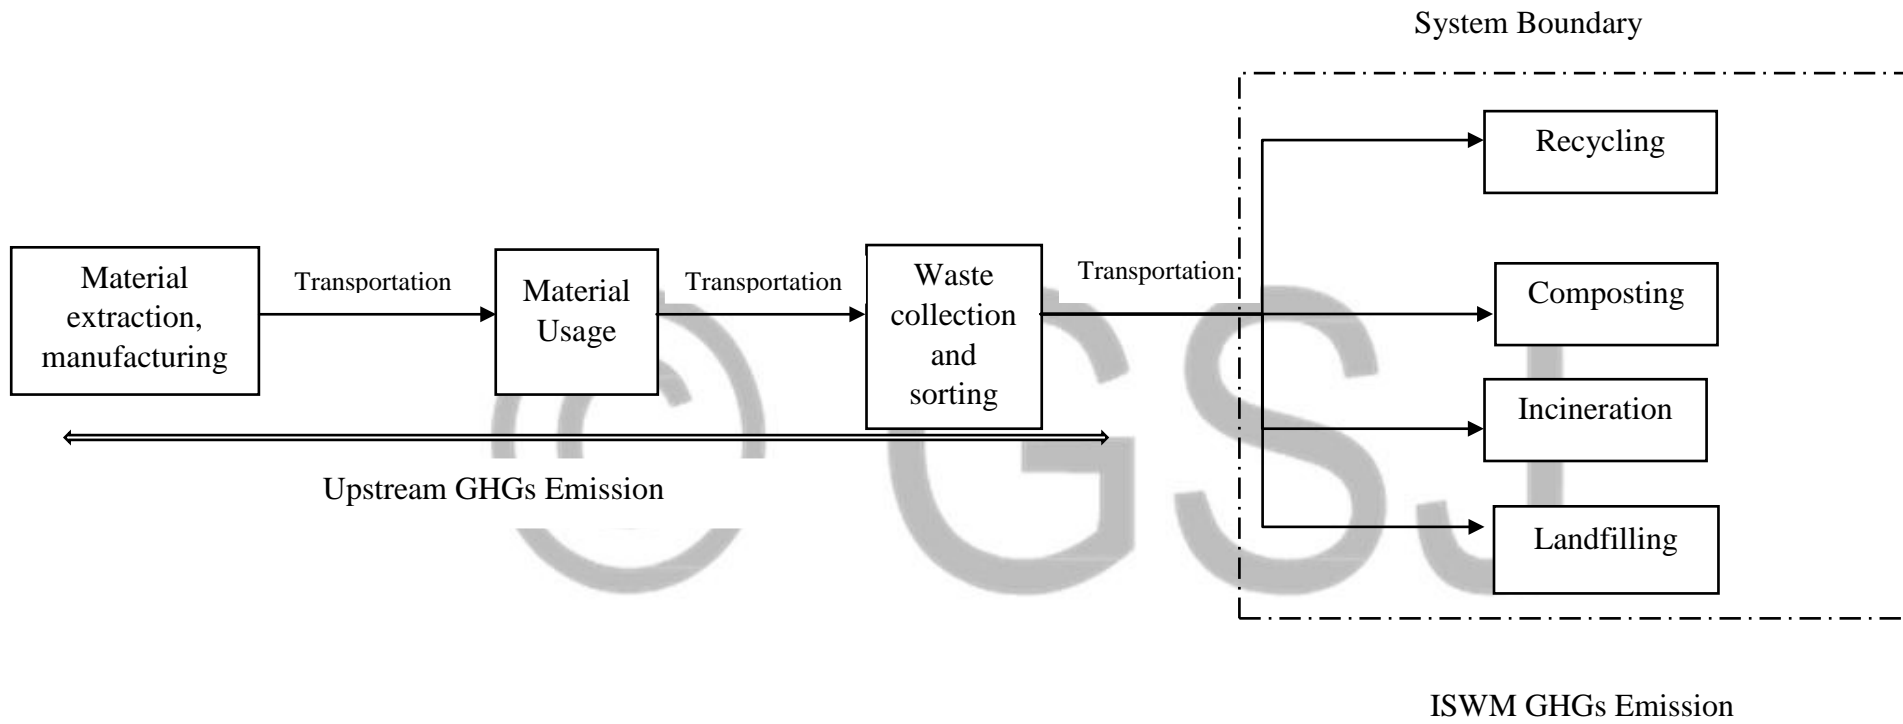 System Boundary
Recycling
Material
extraction,
manufacturing
Transportation
Material
Usage
Transportation
Waste
collection
and
sorting
Transportation
Composting
Incineration
Landfilling
Upstream GHGs Emission
© GSJ
ISWM GHGs Emission